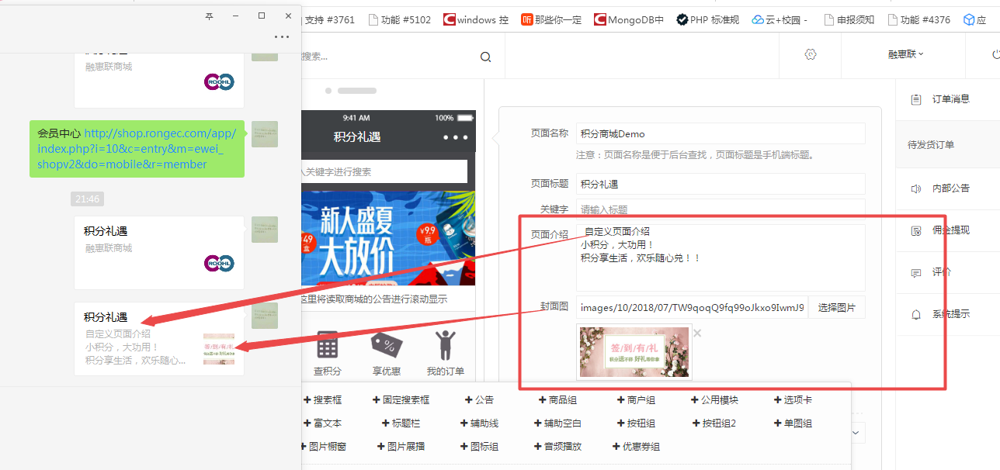 支持 #3761
功能 #5102
windows 控
听
那些你一定
MongoDB中
PHP 标准规
云+校园 -
申报须知
功能 #4376
应
融惠联商城
ROOHL
会员中心 http://shop.rongec.com/app/
index.php?i=10&c=entry&m=ewei_
shopv2&do=mobile&r=member
21:46
积分礼遇
融惠联商城
ROOHL
积分礼遇
自定义页面介绍
小积分，大功用！
积分享生活，欢乐随心...
签/到/有/礼
搜索...
融惠联
9:41 AM
100%
积分礼遇
入关键字进行搜索
新人盛夏
大放价
¥9.9
瓶
49
盒
这里将读取商城的公告进行滚动显示
查积分
享优惠
我的订单
页面名称
积分商城Demo
注意：页面名称是便于后台查找，页面标题是手机端标题。
页面标题
积分礼遇
关键字
请输入标题
页面介绍
自定义页面介绍
小积分，大功用！
积分享生活，欢乐随心兑！！
封面图
images/10/2018/07/TW9qoqQ9fq99oJkxo9IwmJ9
选择图片
签/到/有/礼
订单消息
待发货订单
内部公告
佣金提现
评价
系统提示
搜索框
固定搜索框
公告
商品组
商户组
公用模块
选项卡
富文本
标题栏
辅助线
辅助空白
按钮组
按钮组2
单图组
图片橱窗
图片展播
图标组
音频播放
优惠券组